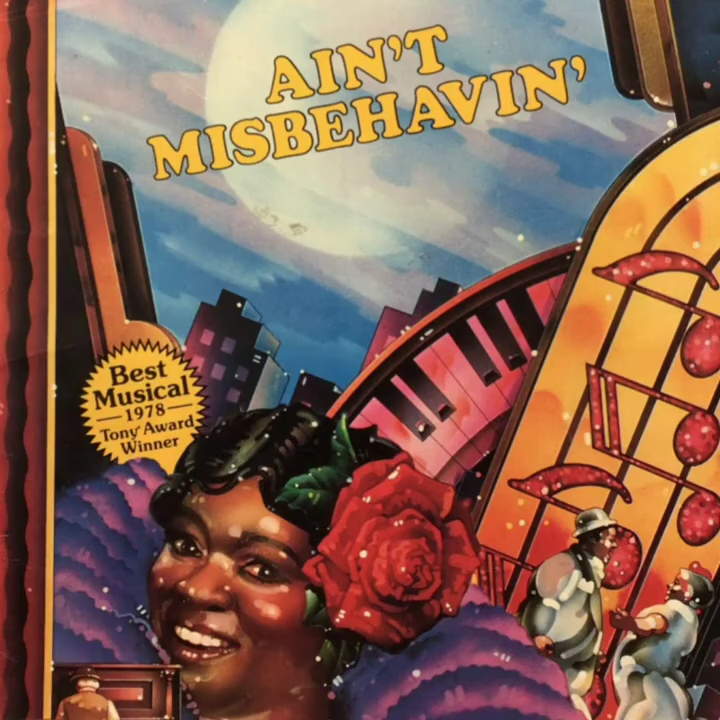 AIN'T
MISBEHAVIN'
Best
Musical
1978
Tony Award
Winner